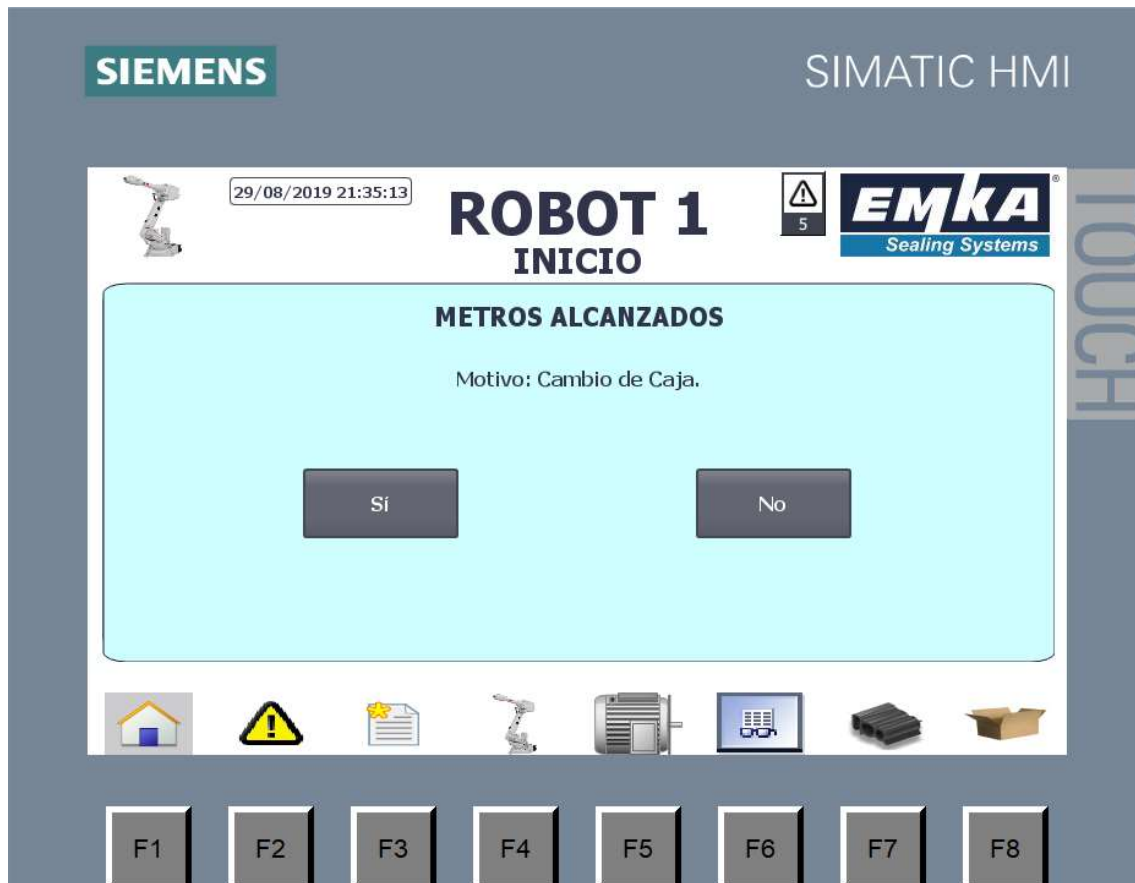 SIEMENS
SIMATIC HMI
TOUCH
29/08/2019 21:35:13
ROBOT 1
INICIO
5
EMKA®
Sealing Systems
METROS ALCANZADOS
Motivo: Cambio de Caja.
Sí
No
F1
F2
F3
F4
F5
F6
F7
F8